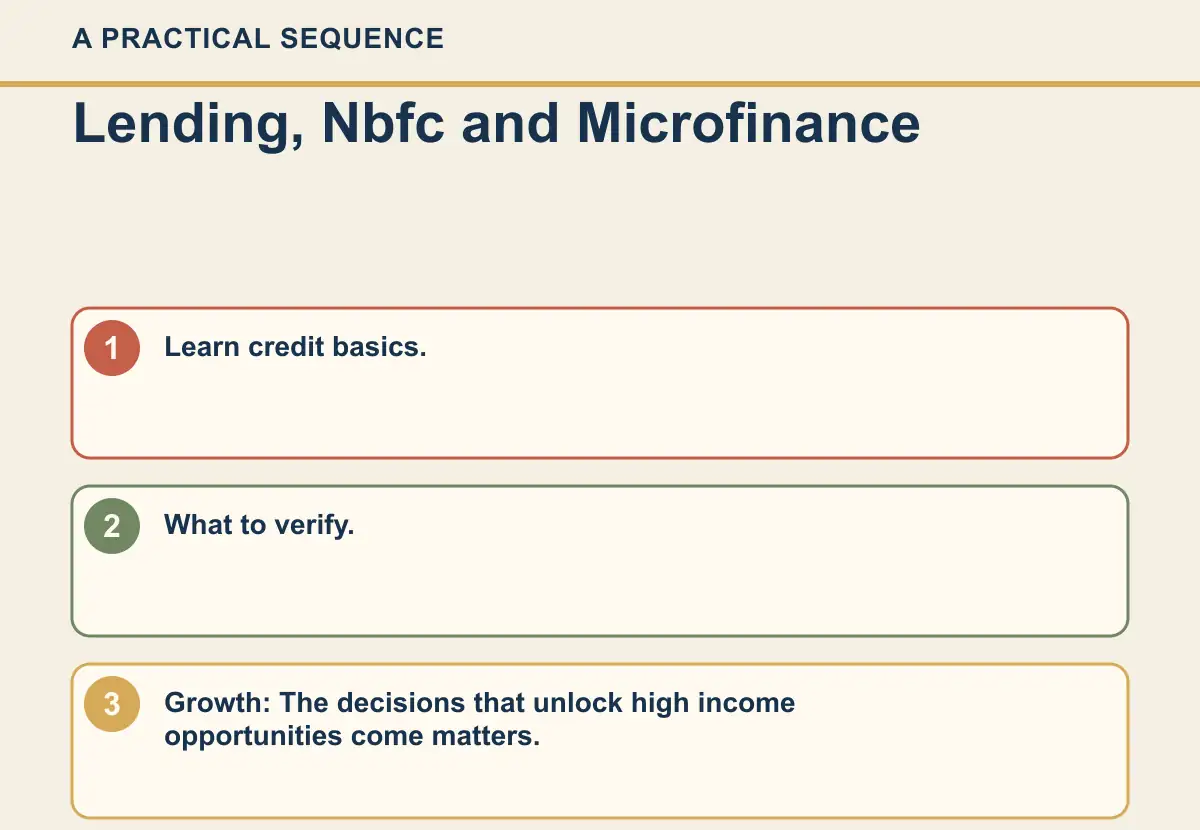 A PRACTICAL SEQUENCE
Lending, Nbfc and Microfinance
1
Learn credit basics.
2
What to verify.
3
Growth: The decisions that unlock high income
opportunities come matters.